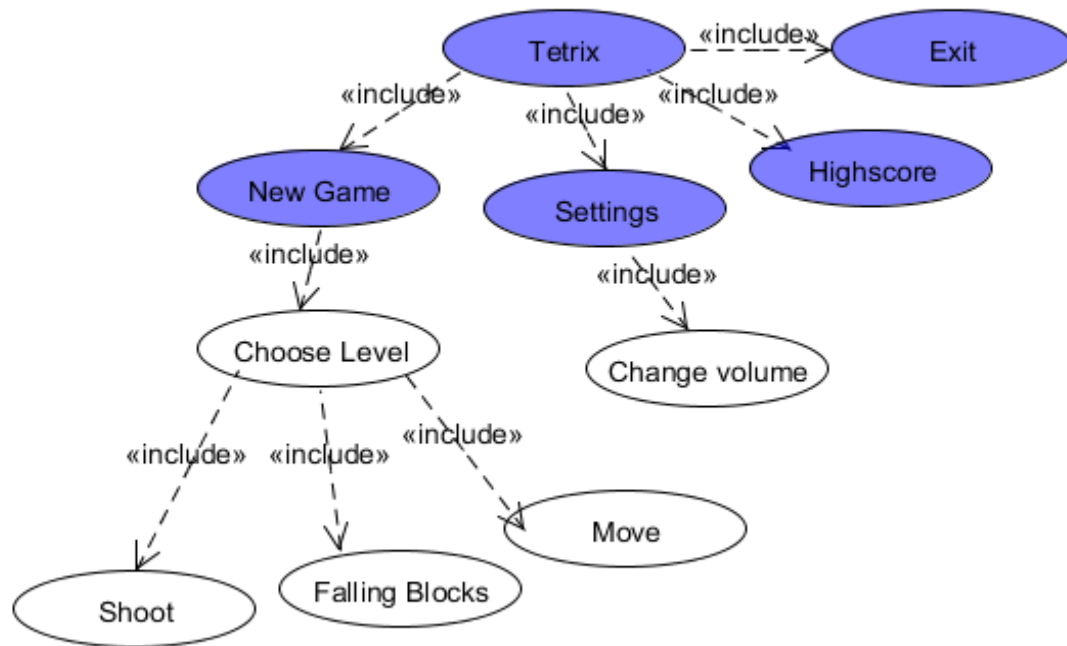 Tetrix
«include»
Exit
«include»
«include»
«include»
New Game
Settings
Highscore
«include»
«include»
Choose Level
Change volume
«include»
«include»
«include»
Shoot
Falling Blocks
Move